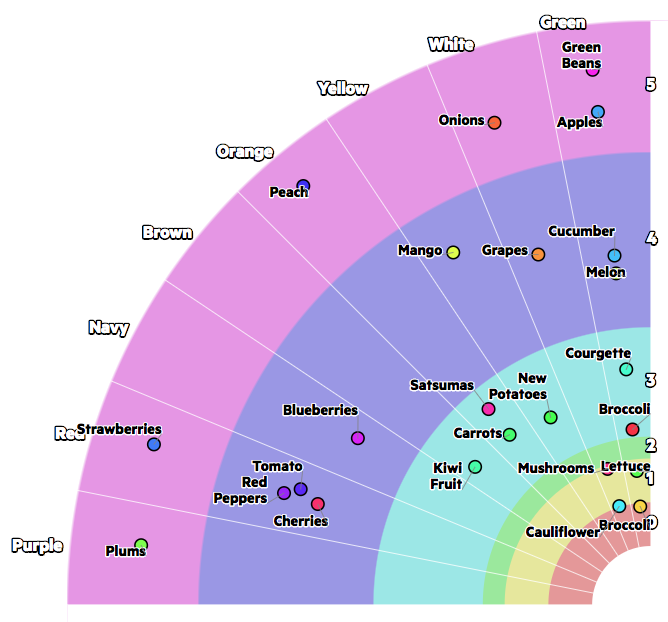 Green
White
Yellow
Orange
Brown
Navy
Red
Purple
5
4
3
2
1
0
Green
Beans
Apples
Onions
Peach
Mango
Grapes
Cucumber
Melon
Courgette
Satsumas
New
Potatoes
Broccoli
Blueberries
Strawberries
Carrots
Kiwi
Fruit
Mushrooms
Lettuce
Tomato
Red
Peppers
Cherries
Cauliflower
Broccoli
Plums